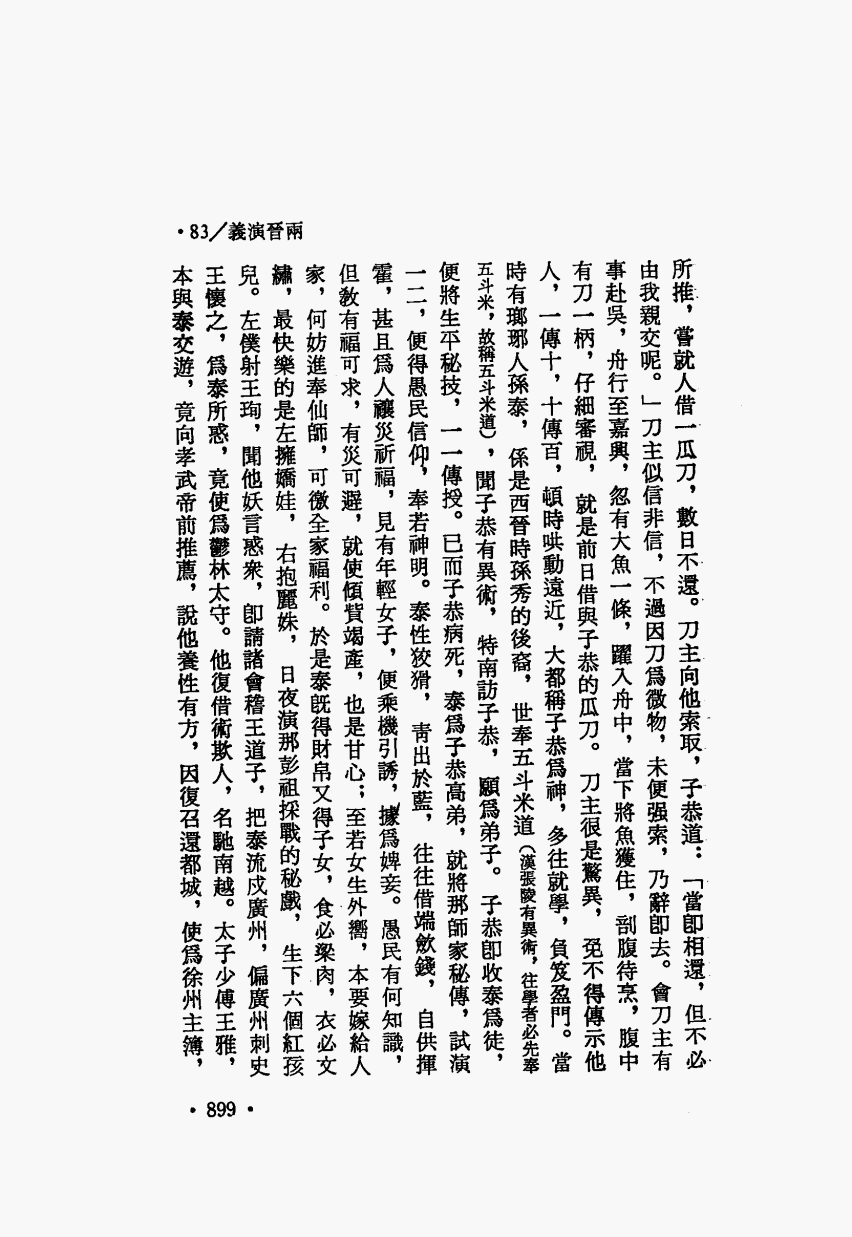 •83╱義演晉兩
所推，嘗就人借一瓜刀，數日不還。刀主向他索取，子恭道：「當卽相還，但不必
由我親交呢。」刀主似信非信，不過因刀爲微物，未便强索，乃辭卽去。會刀主有
事赴吳，舟行至嘉興，忽有大魚一條，躍入舟中，當下將魚獲住，剖腹待烹，腹中
有刀一柄，仔細審視，就是前日借與子恭的瓜刀。刀主很是驚異，免不得傳示他
人，一傳十，十傳百，頓時哄動遠近，大都稱子恭爲神，多往就學，負笈盈門。當
時有瑯琊人孫泰，係是西晉時孫秀的後裔，世奉五斗米道（漢張陵有異術，往學者必先奉
五斗米，故稱五斗米道），聞子恭有異術，特南訪子恭，願爲弟子。子恭卽收泰爲徒，
便將生平秘技，一一傳授。已而子恭病死，泰爲子恭高弟，就將那師家秘傳，試演
一二，便得愚民信仰，奉若神明。泰性狡猾，靑出於藍，往往借端斂錢，自供揮
霍，甚且爲人禳災祈福，見有年輕女子，便乘機引誘，據爲婢妾。愚民有何知識，
但敎有福可求，有災可避，就使傾貲竭產，也是甘心；至若女生外嚮，本要嫁給人
家，何妨進奉仙師，可徼全家福利。於是泰旣得財帛又得子女，食必粱肉，衣必文
繡，最快樂的是左擁嬌娃，右抱麗姝，日夜演那彭祖採戰的秘戲，生下六個紅孩
兒。左僕射王珣，聞他妖言惑衆，卽請諸會稽王道子，把泰流戍廣州，偏廣州刺史
王懷之，爲泰所惑，竟使爲鬱林太守。他復借術欺人，名馳南越。太子少傅王雅，
本與泰交遊，竟向孝武帝前推薦，說他養性有方，因復召還都城，使爲徐州主簿，
•899•